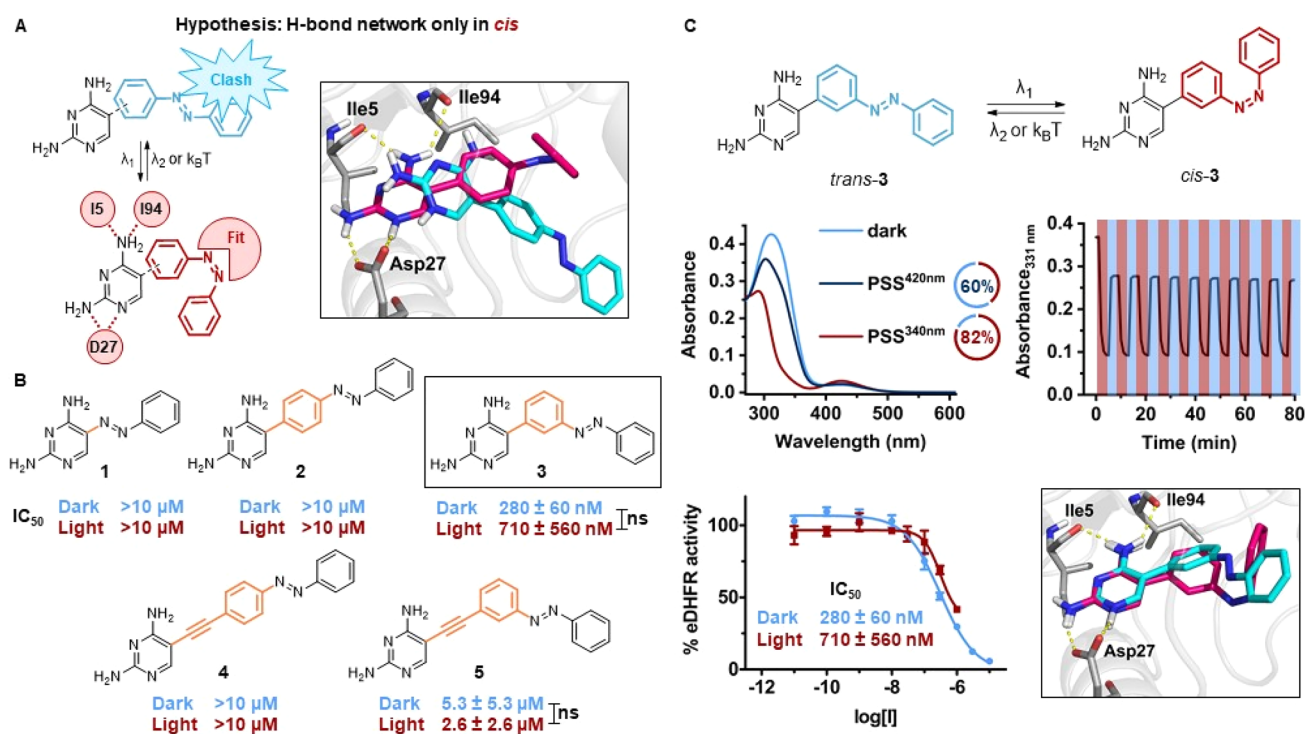 A
Hypothesis: H-bond network only in cis
NH₂
N
N
Clash
H₂N
N
N
λ₁
λ₂ or kBT
I5
I94
NH₂
Fit
N
N
H₂N
N
N
D27
Ile5
Ile94
Asp27
B
NH₂
N
N
N
H₂N
N
1
NH₂
N
N
N
H₂N
N
2
NH₂
N
N
N
H₂N
N
3
IC₅₀
Dark >10 µM
Light >10 µM
Dark >10 µM
Light >10 µM
Dark 280 ± 60 nM
Light 710 ± 560 nM
ns
N
N
NH₂
N
H₂N
N
4
NH₂
N
N
N
H₂N
N
5
Dark >10 µM
Light >10 µM
Dark 5.3 ± 5.3 µM
Light 2.6 ± 2.6 µM
ns
C
NH₂
N
N
N
H₂N
N
trans-3
λ₁
λ₂ or kBT
NH₂
N
N
N
H₂N
N
cis-3
Absorbance
0.4
0.3
0.2
0.1
0.0
300 400 500 600
Wavelength (nm)
dark
PSS⁴²⁰ⁿᵐ 60%
PSS³⁴⁰ⁿᵐ 82%
Absorbance₃₃₁ ₙₘ
0.4
0.3
0.2
0.1
0.0
0 20 40 60 80
Time (min)
% eDHFR activity
100
50
0
-12 -10 -8 -6
log[I]
IC₅₀
Dark 280 ± 60 nM
Light 710 ± 560 nM
Ile5
Ile94
Asp27